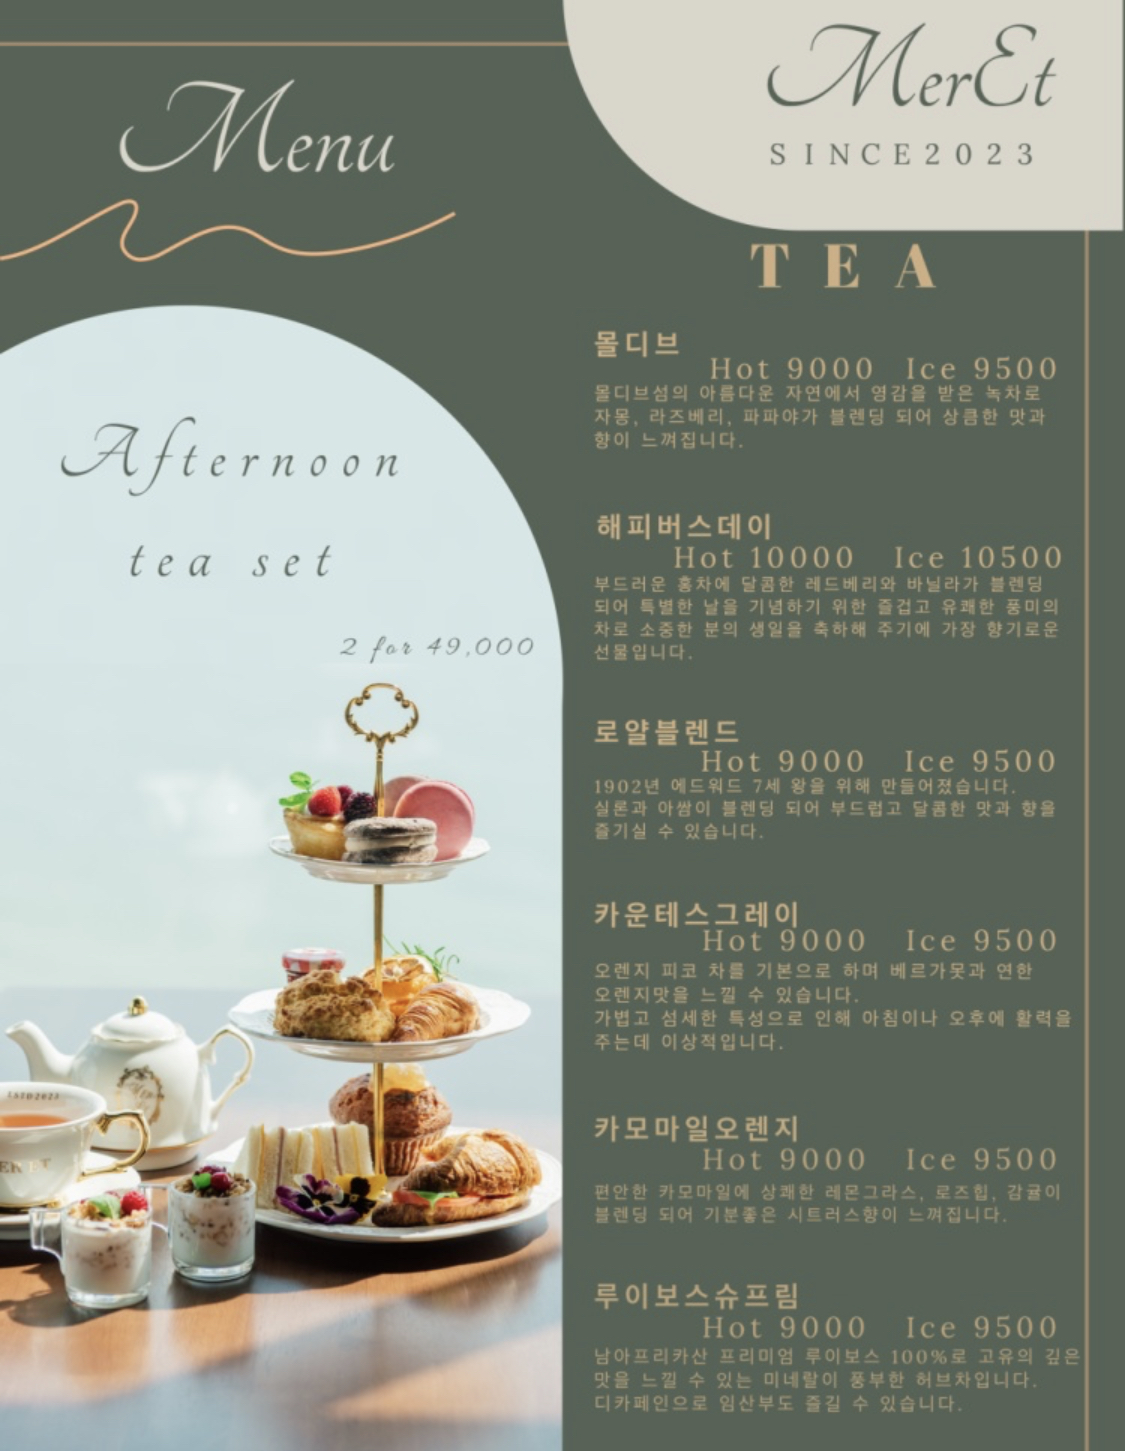 Menu
Afternoon
tea set
2 for 49,000
ESTD2023
MerEt
SINCE2023
TEA
몰디브
Hot 9000 Ice 9500
몰디브섬의 아름다운 자연에서 영감을 받은 녹차로
자몽, 라즈베리, 파파야가 블렌딩 되어 상큼한 맛과
향이 느껴집니다.
해피버스데이
Hot 10000 Ice 10500
부드러운 홍차에 달콤한 레드베리와 바닐라가 블렌딩
되어 특별한 날을 기념하기 위한 즐겁고 유쾌한 풍미의
차로 소중한 분의 생일을 축하해 주기에 가장 향기로운
선물입니다.
로얄블렌드
Hot 9000 Ice 9500
1902년 에드워드 7세 왕을 위해 만들어졌습니다.
실론과 아쌈이 블렌딩 되어 부드럽고 달콤한 맛과 향을
즐기실 수 있습니다.
카운테스그레이
Hot 9000 Ice 9500
오렌지 피코 차를 기본으로 하며 베르가못과 연한
오렌지맛을 느낄 수 있습니다.
가볍고 섬세한 특성으로 인해 아침이나 오후에 활력을
주는데 이상적입니다.
카모마일오렌지
Hot 9000 Ice 9500
편안한 카모마일에 상쾌한 레몬그라스, 로즈힙, 감귤이
블렌딩 되어 기분좋은 시트러스향이 느껴집니다.
루이보스슈프림
Hot 9000 Ice 9500
남아프리카산 프리미엄 루이보스 100%로 고유의 깊은
맛을 느낄 수 있는 미네랄이 풍부한 허브차입니다.
디카페인으로 임산부도 즐길 수 있습니다.